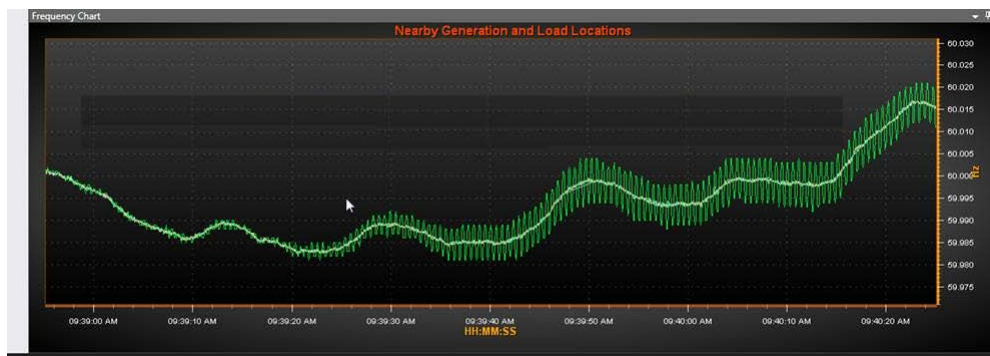 Frequency Chart
Nearby Generation and Load Locations
60.030
60.025
60.020
60.015
60.010
60.005
60.000
59.995
59.990
59.985
59.980
59.975
Hz
09:39:00 AM 09:39:10 AM 09:39:20 AM 09:39:30 AM 09:39:40 AM 09:39:50 AM 09:40:00 AM 09:40:10 AM 09:40:20 AM
HH:MM:SS